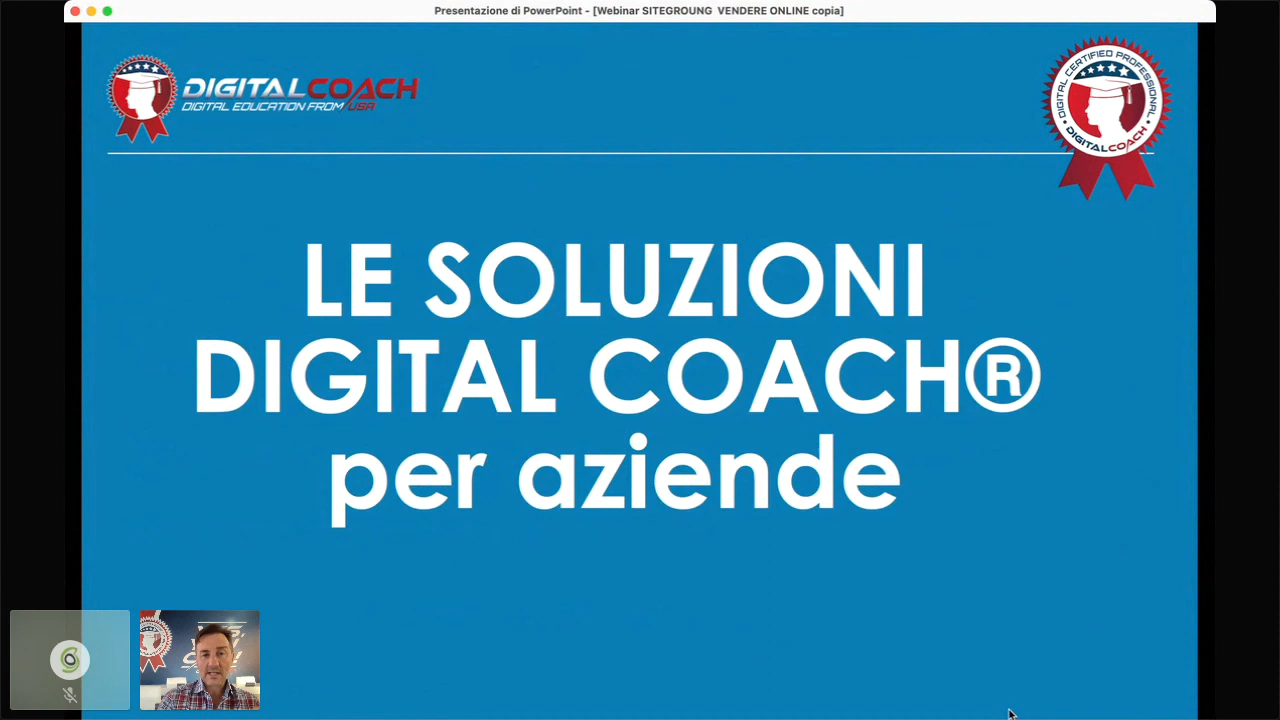 Presentazione di PowerPoint - [Webinar SITEGROUNG VENDERE ONLINE copia]
DIGITALCOACH
DIGITAL EDUCATION FROM USA
DIGITAL CERTIFIED PROFESSIONAL
DIGITALCOACH
LE SOLUZIONI
DIGITAL COACH®
per aziende